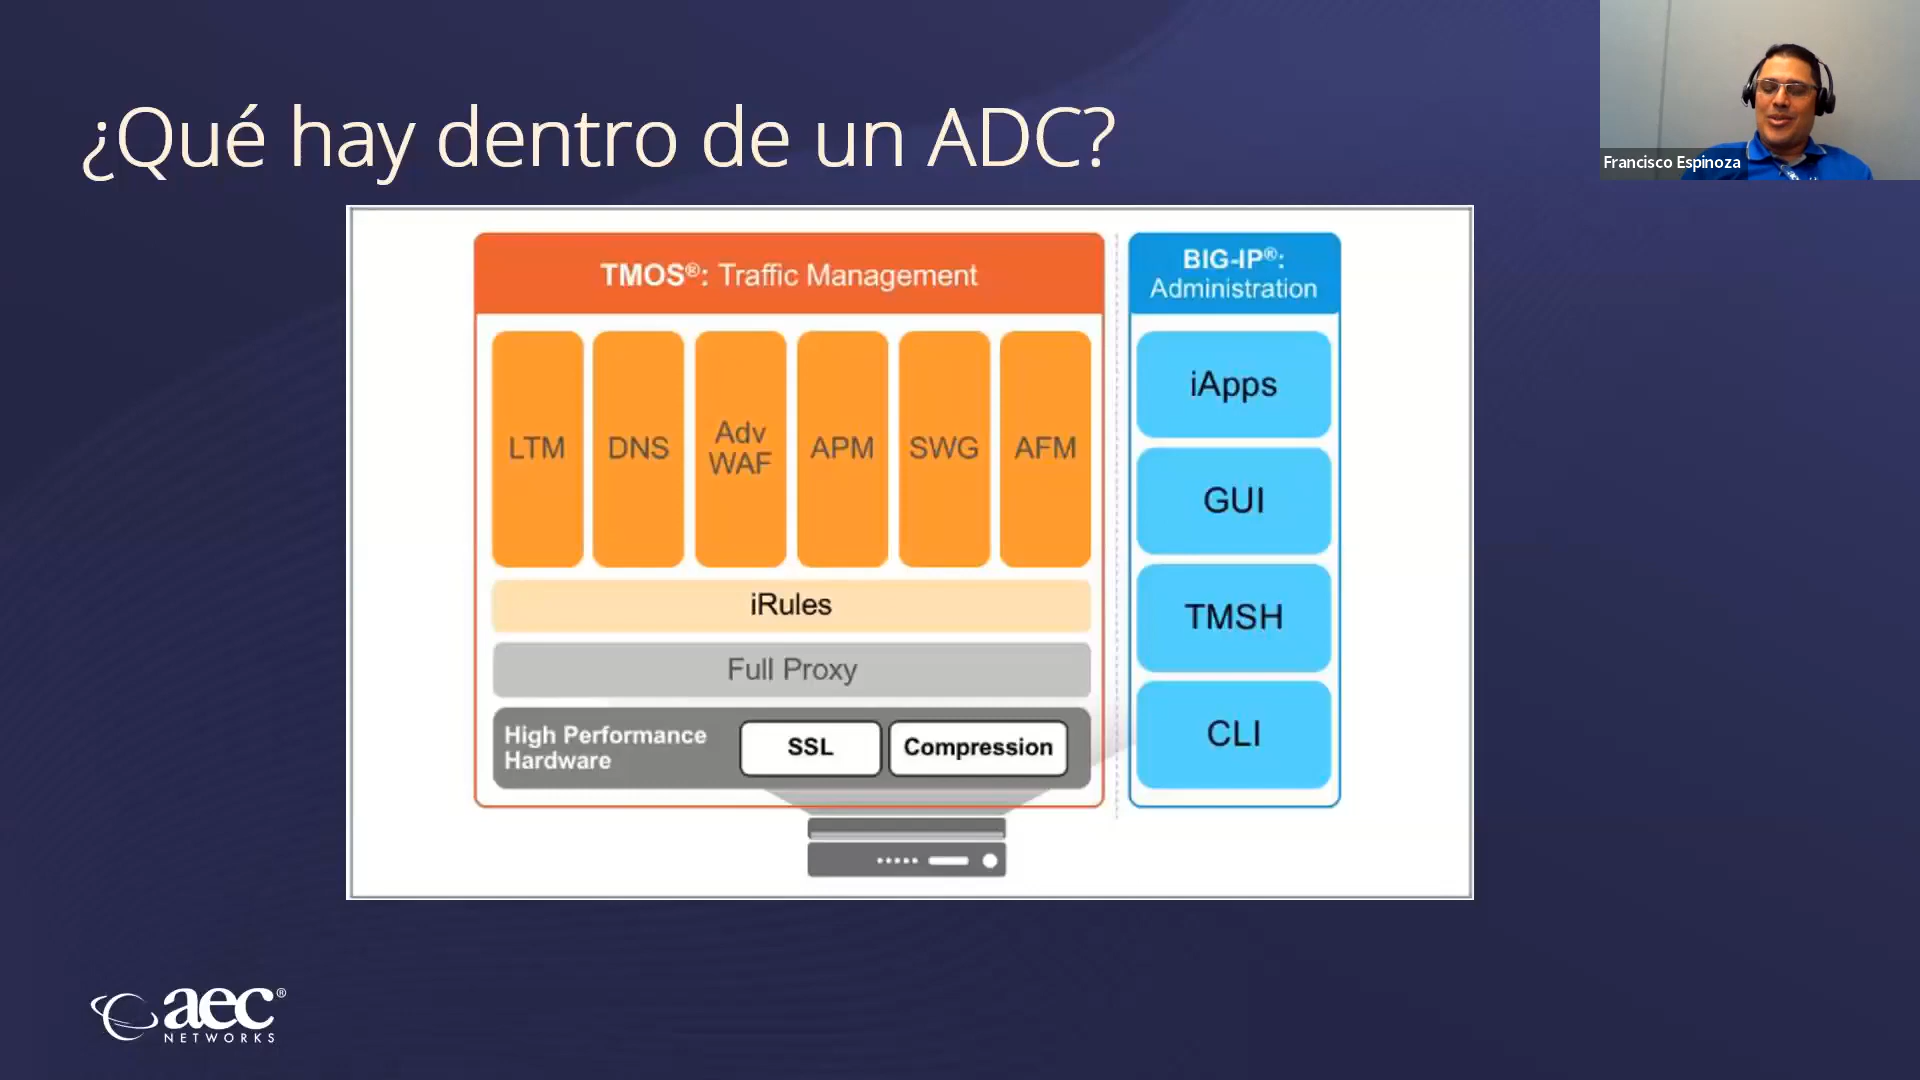 ¿Qué hay dentro de un ADC?
Francisco Espinoza
TMOS®: Traffic Management
BIG-IP®:
Administration
LTM
DNS
Adv
WAF
APM
SWG
AFM
iRules
Full Proxy
High Performance
Hardware
SSL
Compression
iApps
GUI
TMSH
CLI
aec®
NETWORKS